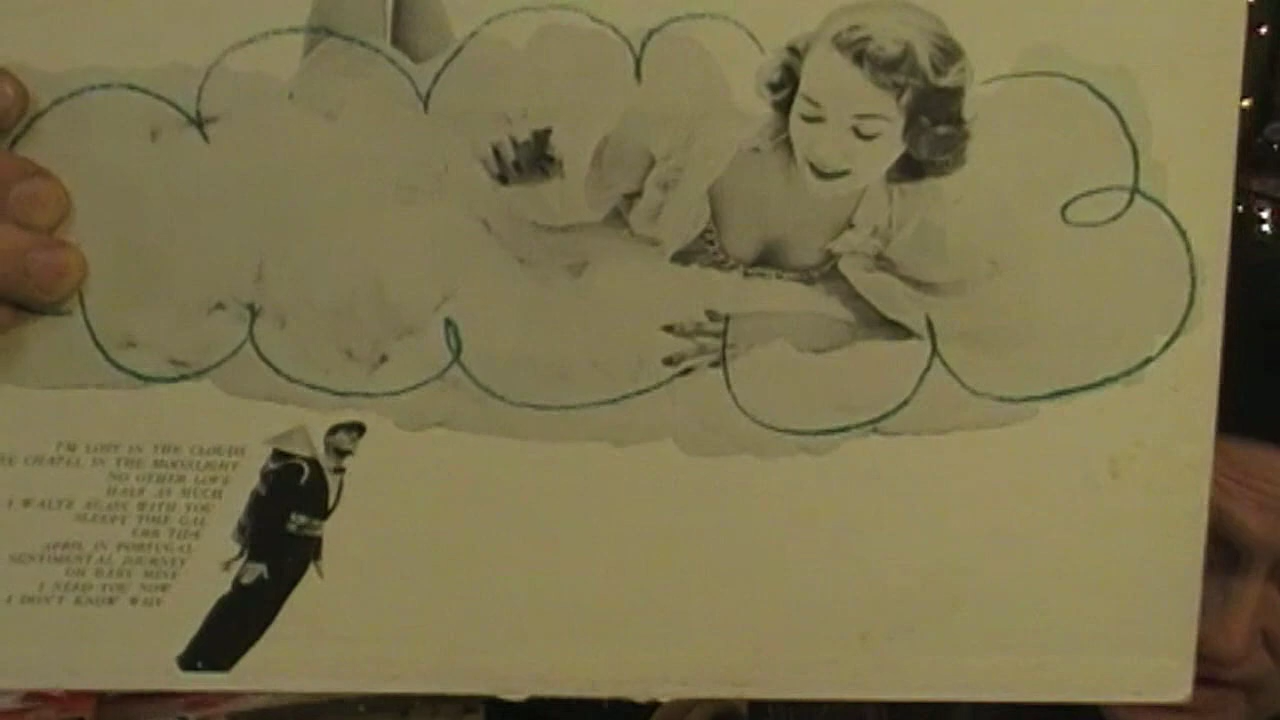 I'M LOST IN THE CLOUDS
CHAPEL IN THE MOONLIGHT
NO OTHER LOVE
HALF AS MUCH
I WALTZ AGAIN WITH YOU
SLEEPY TIME GAL
EBB TIDE
APRIL IN PORTUGAL
SENTIMENTAL JOURNEY
OH BABY MINE
I NEED YOU NOW
I DON'T KNOW WHY